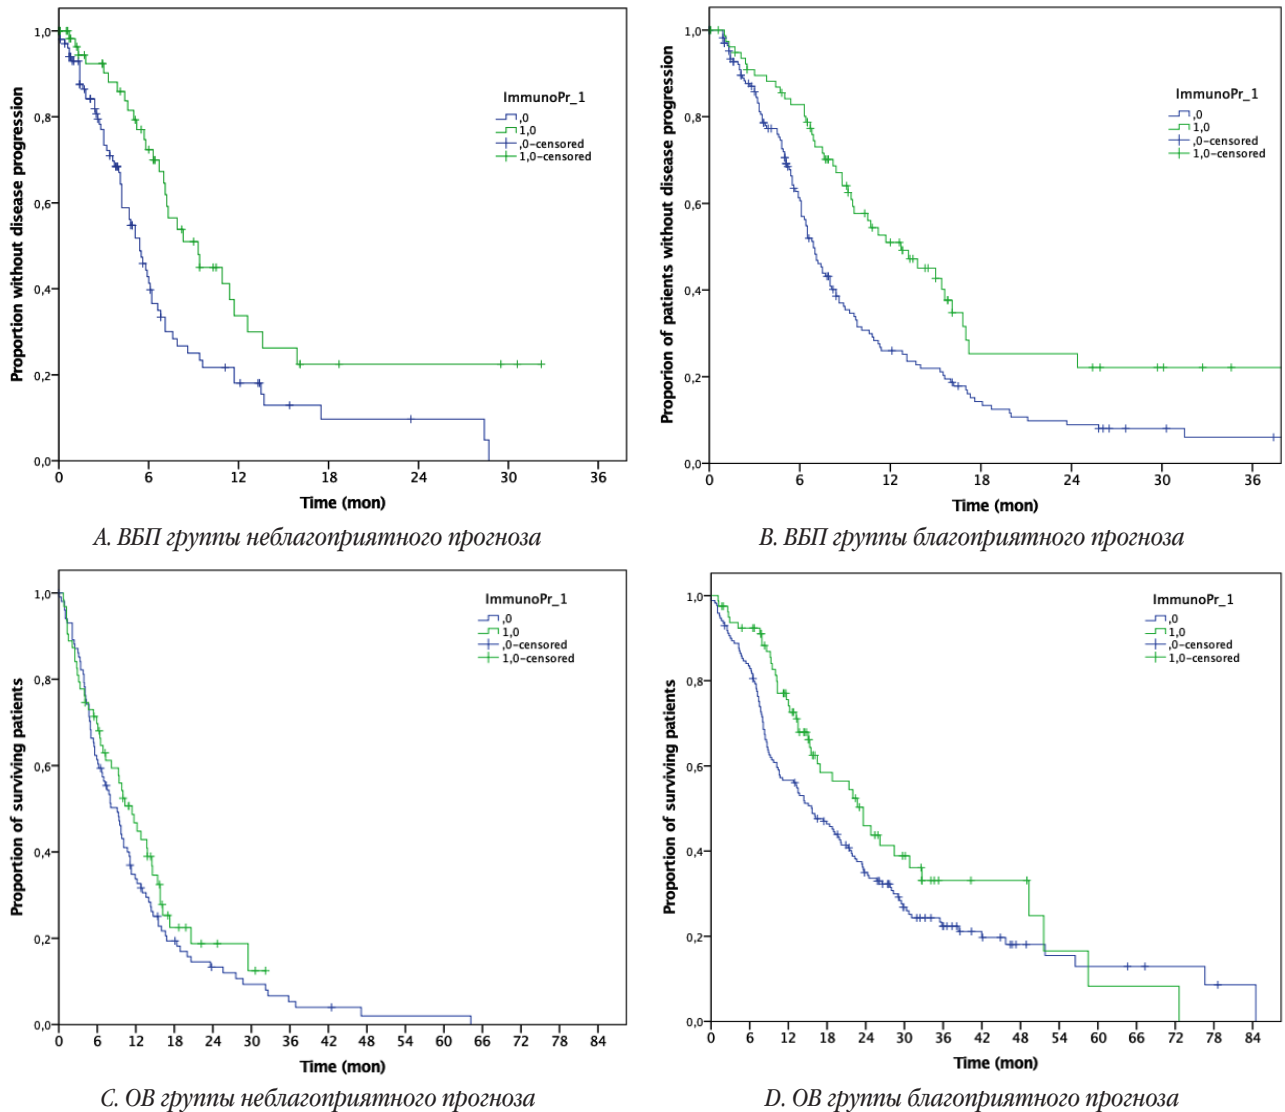 Proportion without disease progression
1,0
0,8
0,6
0,4
0,2
0,0
0 6 12 18 24 30 36
Time (mon)
ImmunoPr_1
,0
1,0
,0-censored
1,0-censored
A. ВБП группы неблагоприятного прогноза
Proporion of patients without disease progression
1,0
0,8
0,6
0,4
0,2
0,0
0 6 12 18 24 30 36
Time (mon)
ImmunoPr_1
,0
1,0
,0-censored
1,0-censored
B. ВБП группы благоприятного прогноза
Proportion of surviving patients
1,0
0,8
0,6
0,4
0,2
0,0
0 6 12 18 24 30 36 42 48 54 60 66 72 78 84
Time (mon)
ImmunoPr_1
,0
1,0
,0-censored
1,0-censored
C. ОВ группы неблагоприятного прогноза
Proportion of surviving patients
1,0
0,8
0,6
0,4
0,2
0,0
0 6 12 18 24 30 36 42 48 54 60 66 72 78 84
Time (mon)
ImmunoPr_1
,0
1,0
,0-censored
1,0-censored
D. ОВ группы благоприятного прогноза